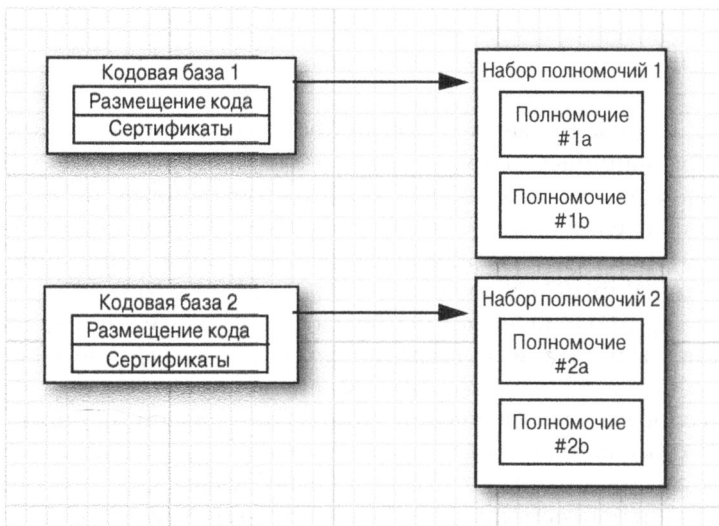 Кодовая база 1
Размещение кода
Сертификаты
Набор полномочий 1
Полномочие
#1a
Полномочие
#1b
Кодовая база 2
Размещение кода
Сертификаты
Набор полномочий 2
Полномочие
#2a
Полномочие
#2b